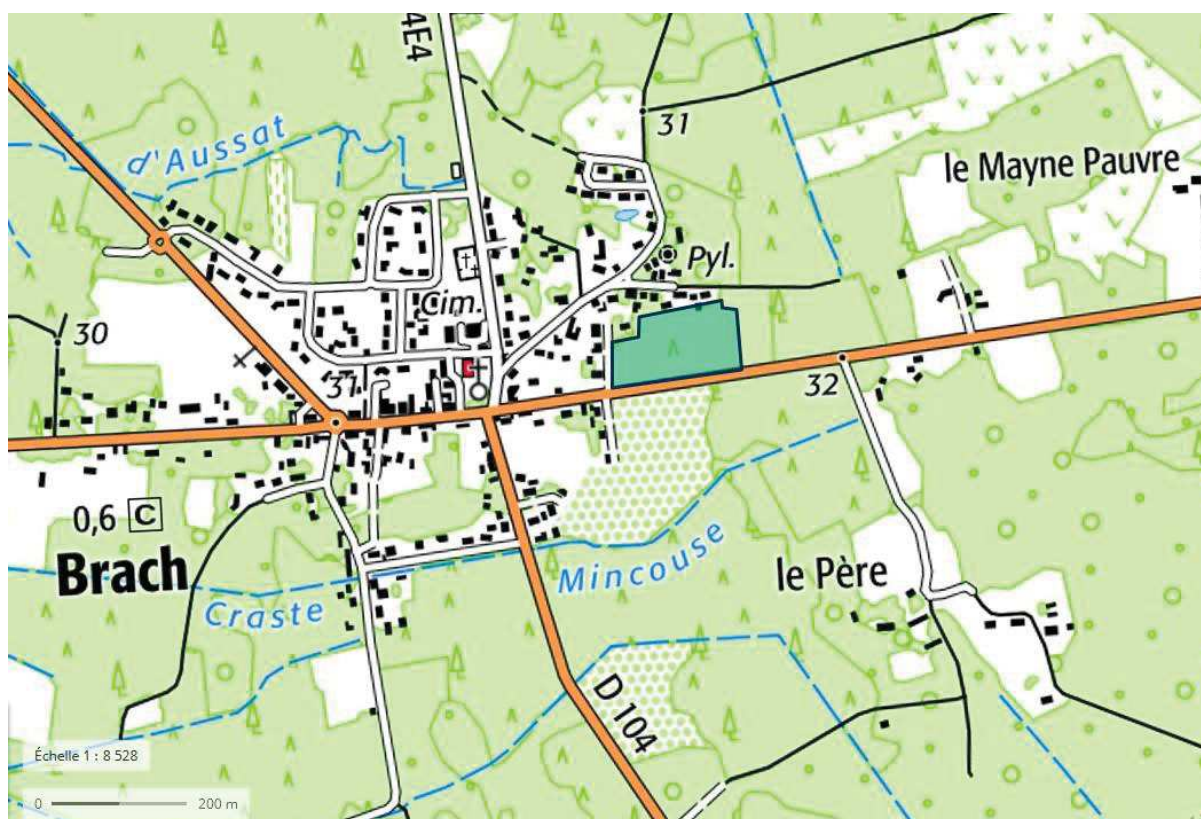 4E4
d'Aussat
31
le Mayne Pauvre
Pyl.
Cim.
30
31
32
0,6 C
Brach
Mincouse
le Père
Craste
D 104
Échelle 1 : 8 528
0 200 m